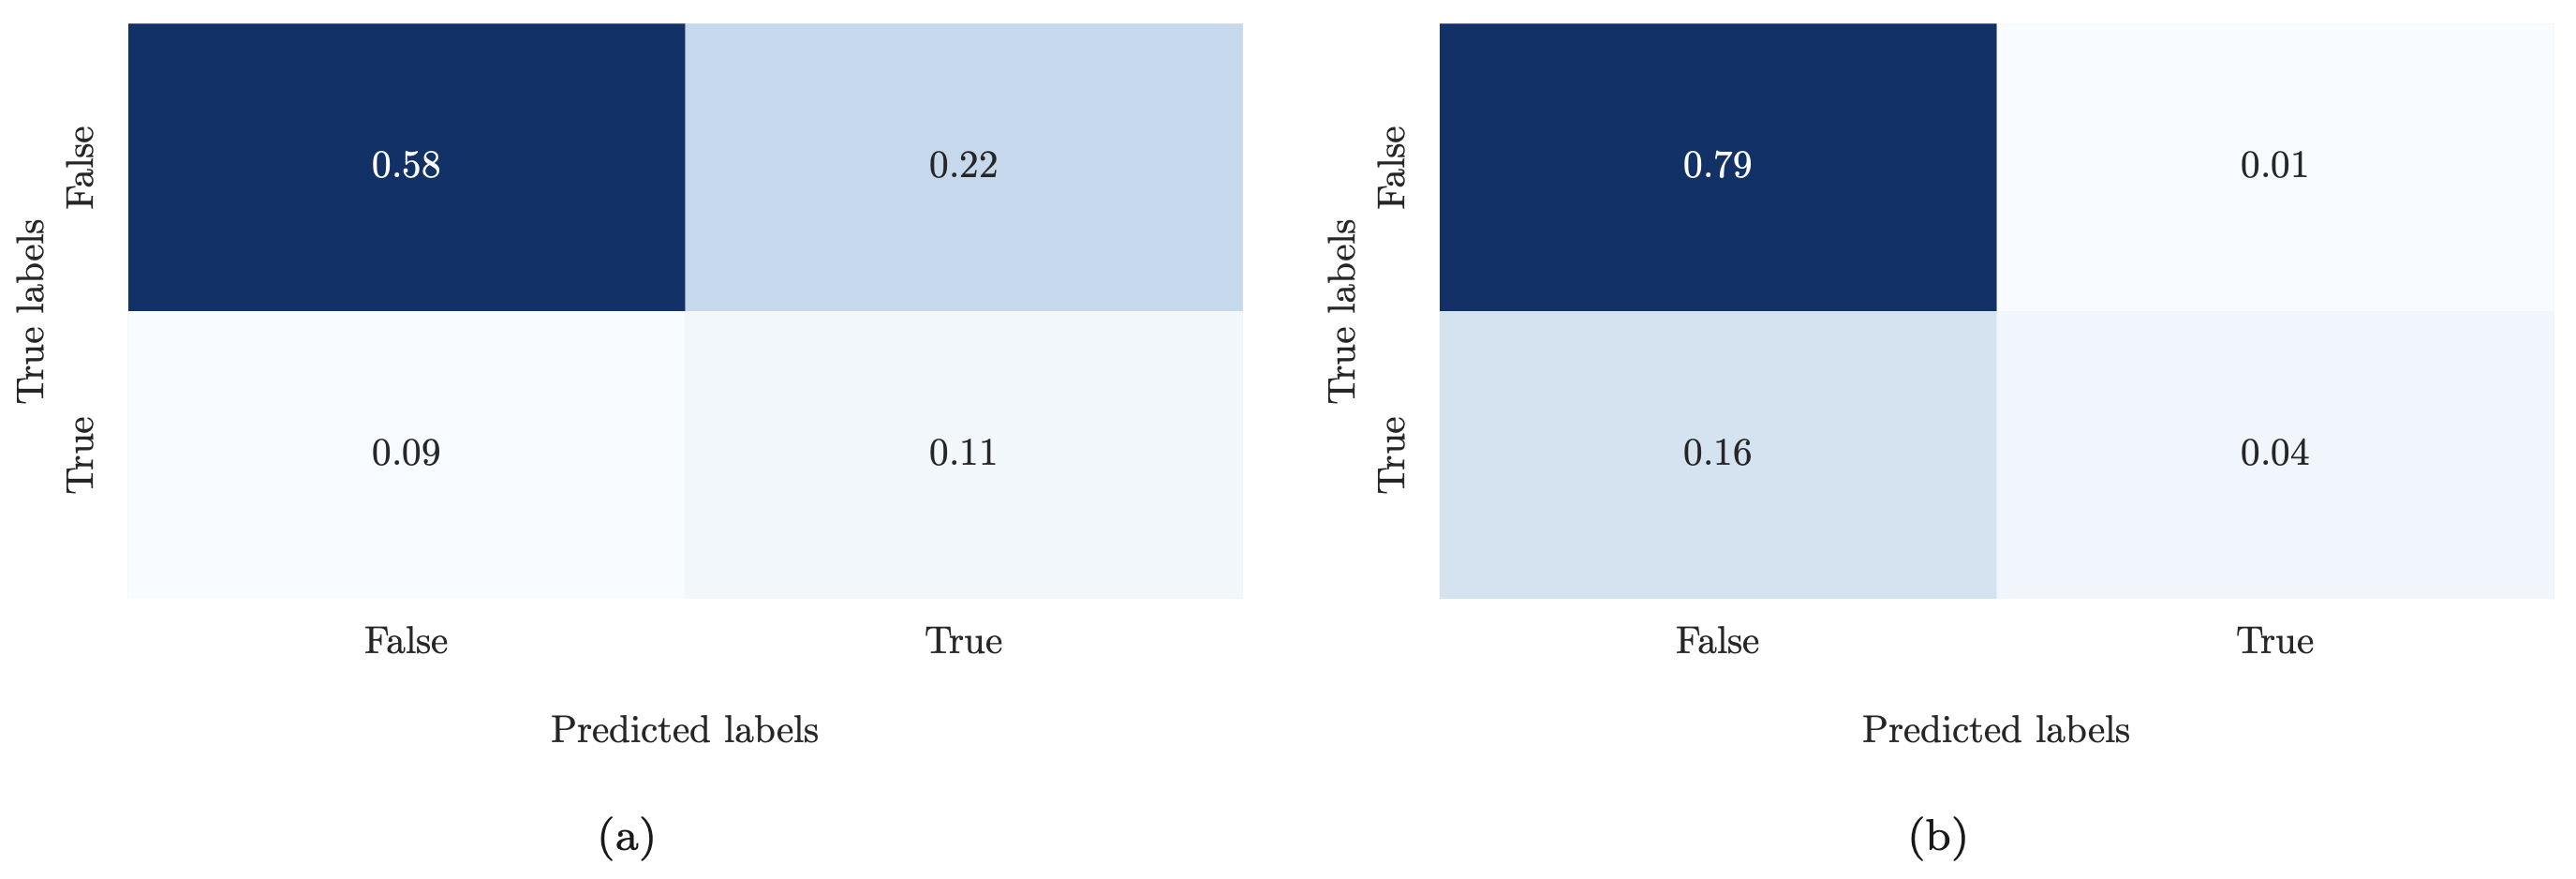 True labels
False
0.58
0.22
True
0.09
0.11
False
True
Predicted labels
(a)
True labels
False
0.79
0.01
True
0.16
0.04
False
True
Predicted labels
(b)